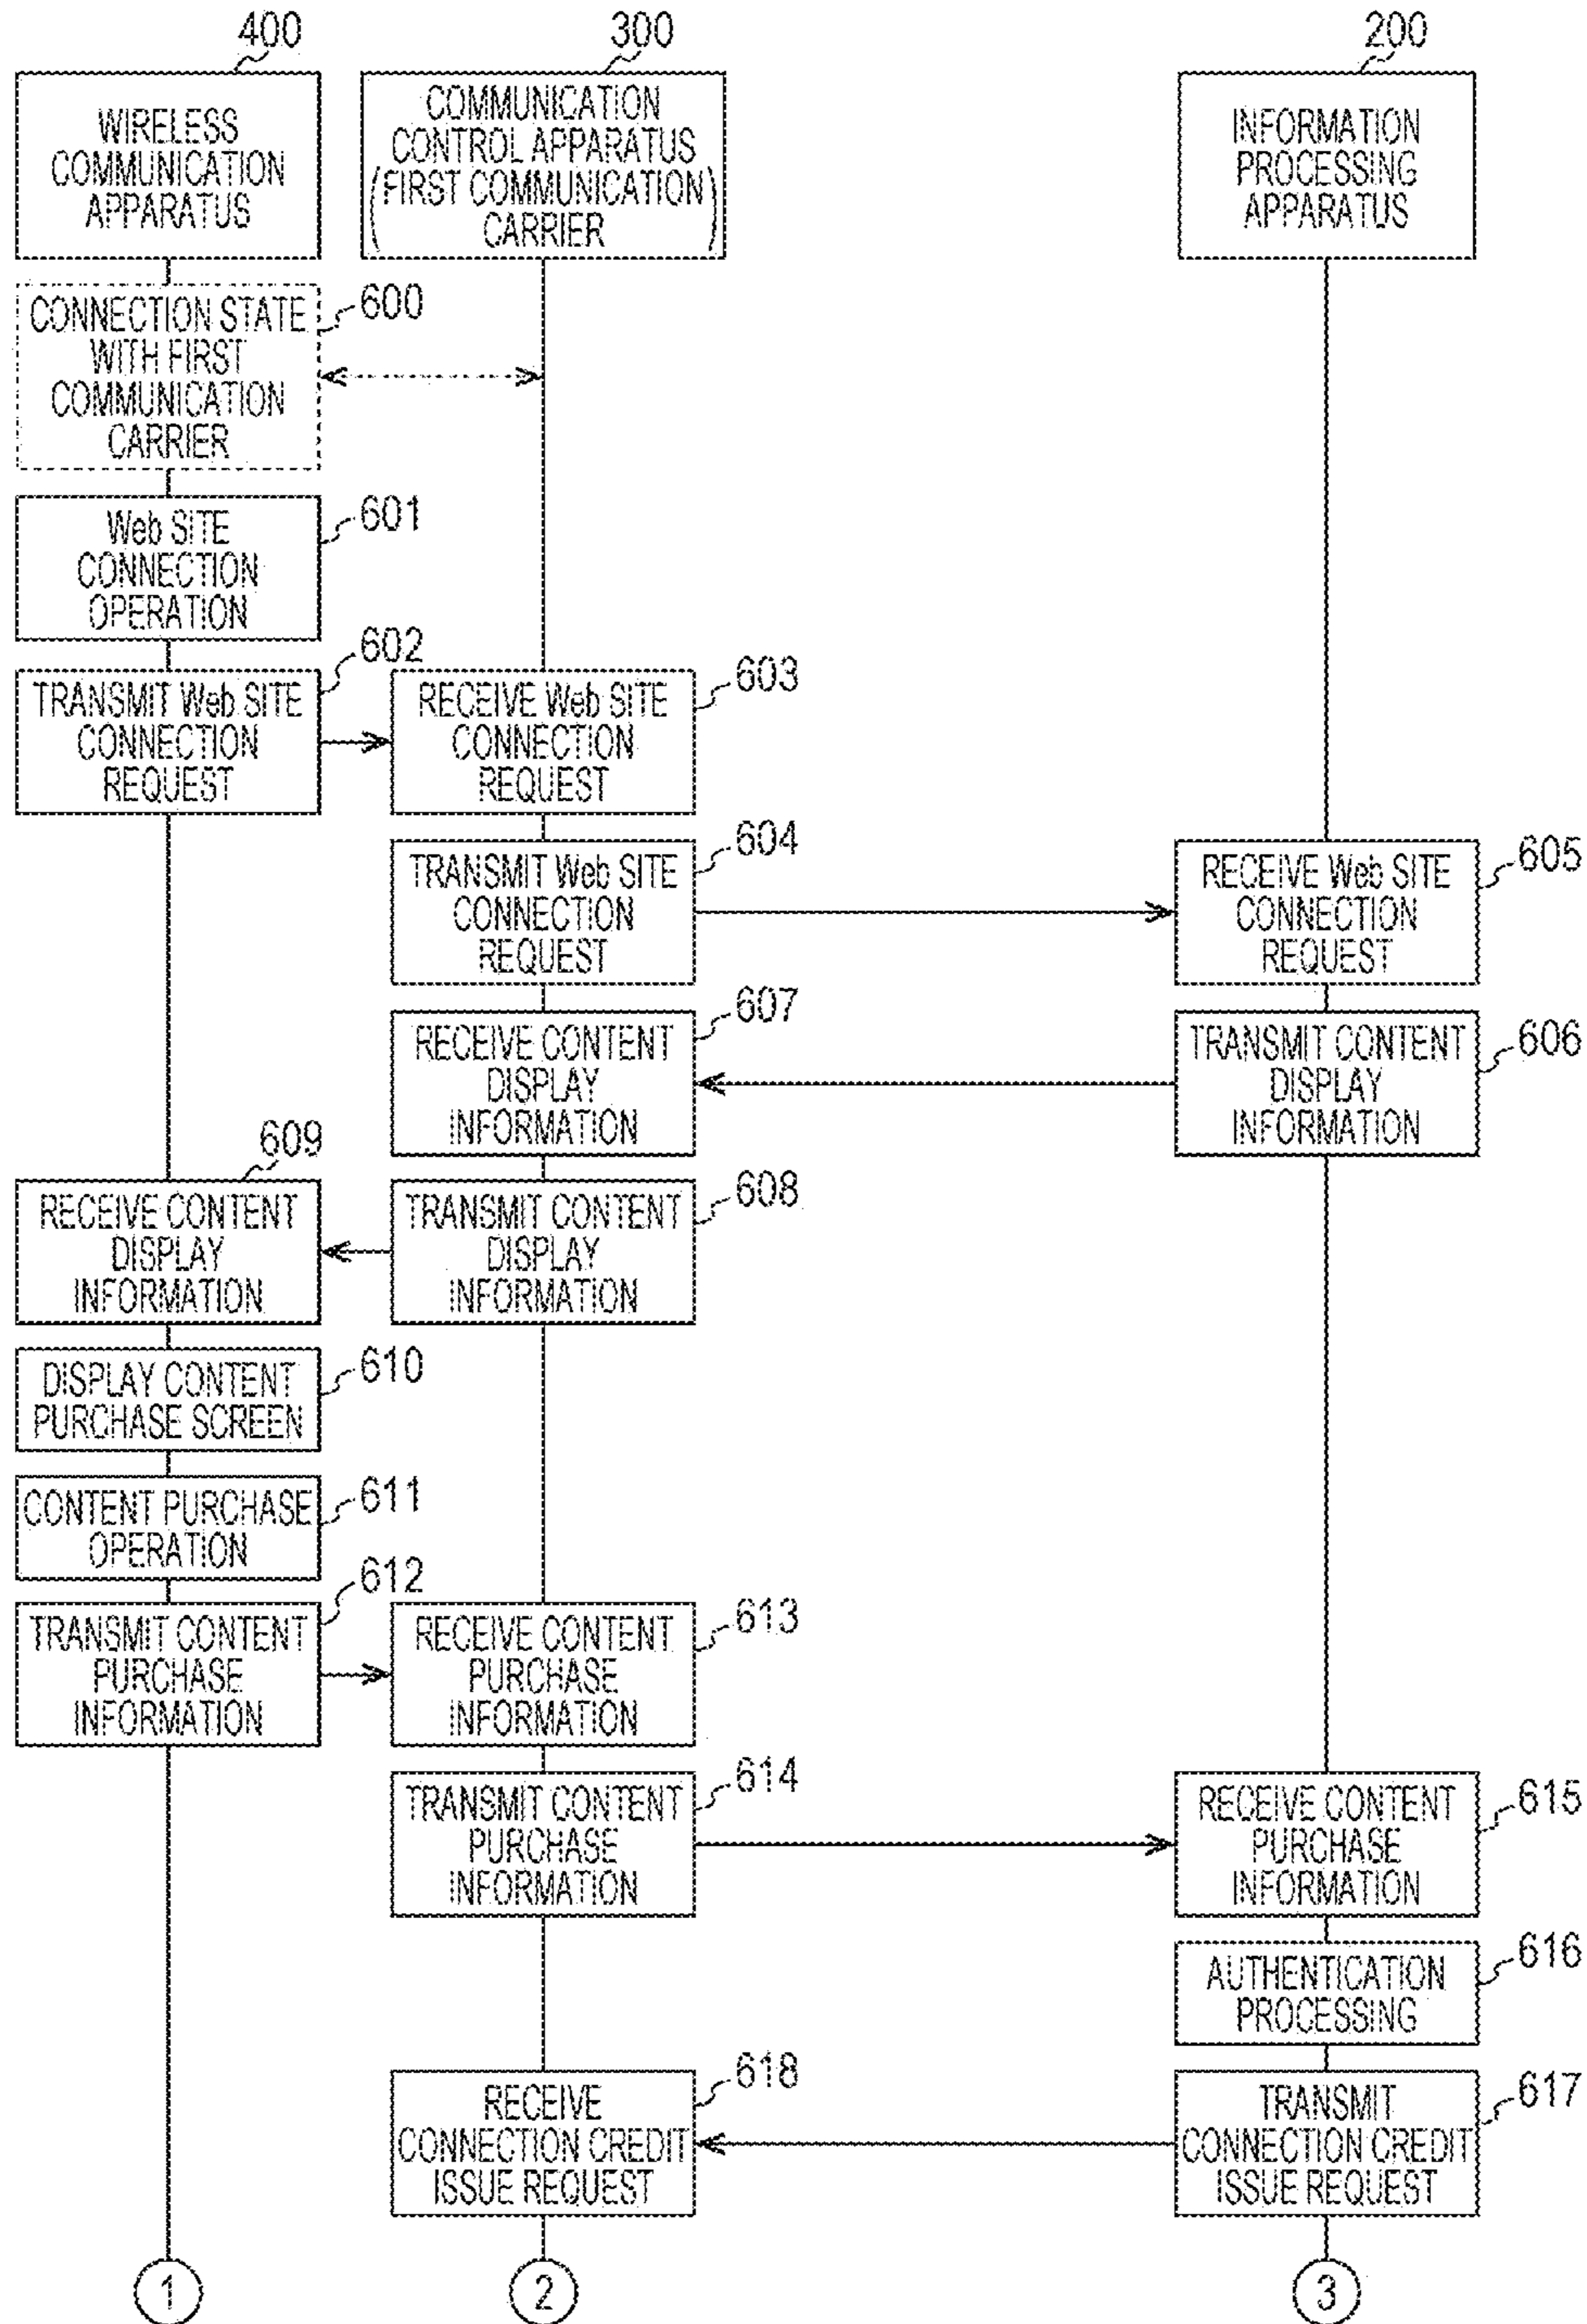 400
300
200
WIRELESS
COMMUNICATION
APPARATUS
COMMUNICATION
CONTROL APPARATUS
(FIRST COMMUNICATION
CARRIER)
INFORMATION
PROCESSING
APPARATUS
CONNECTION STATE
WITH FIRST
COMMUNICATION
CARRIER
600
Web SITE
CONNECTION
OPERATION
601
TRANSMIT Web SITE
CONNECTION
REQUEST
602
RECEIVE Web SITE
CONNECTION
REQUEST
603
TRANSMIT Web SITE
CONNECTION
REQUEST
604
RECEIVE Web SITE
CONNECTION
REQUEST
605
RECEIVE CONTENT
DISPLAY
INFORMATION
607
TRANSMIT CONTENT
DISPLAY
INFORMATION
606
RECEIVE CONTENT
DISPLAY
INFORMATION
609
TRANSMIT CONTENT
DISPLAY
INFORMATION
608
DISPLAY CONTENT
PURCHASE SCREEN
610
CONTENT PURCHASE
OPERATION
611
TRANSMIT CONTENT
PURCHASE
INFORMATION
612
RECEIVE CONTENT
PURCHASE
INFORMATION
613
TRANSMIT CONTENT
PURCHASE
INFORMATION
614
RECEIVE CONTENT
PURCHASE
INFORMATION
615
AUTHENTICATION
PROCESSING
616
RECEIVE
CONNECTION CREDIT
ISSUE REQUEST
618
TRANSMIT
CONNECTION CREDIT
ISSUE REQUEST
617
1
2
3